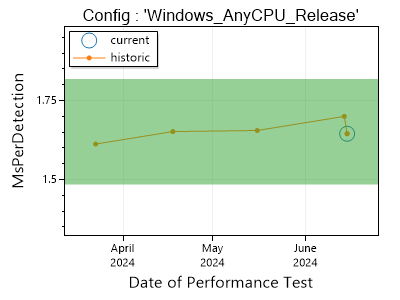 Config : 'Windows_AnyCPU_Release'
current
historic
MsPerDetection
1.75
1.5
April
2024
May
2024
June
2024
Date of Performance Test